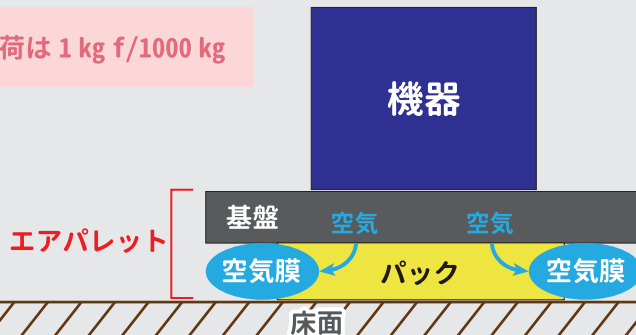 荷は 1 kg f/1000 kg
機器
基盤
空気
空気
エアパレット
空気膜
パック
空気膜
床面